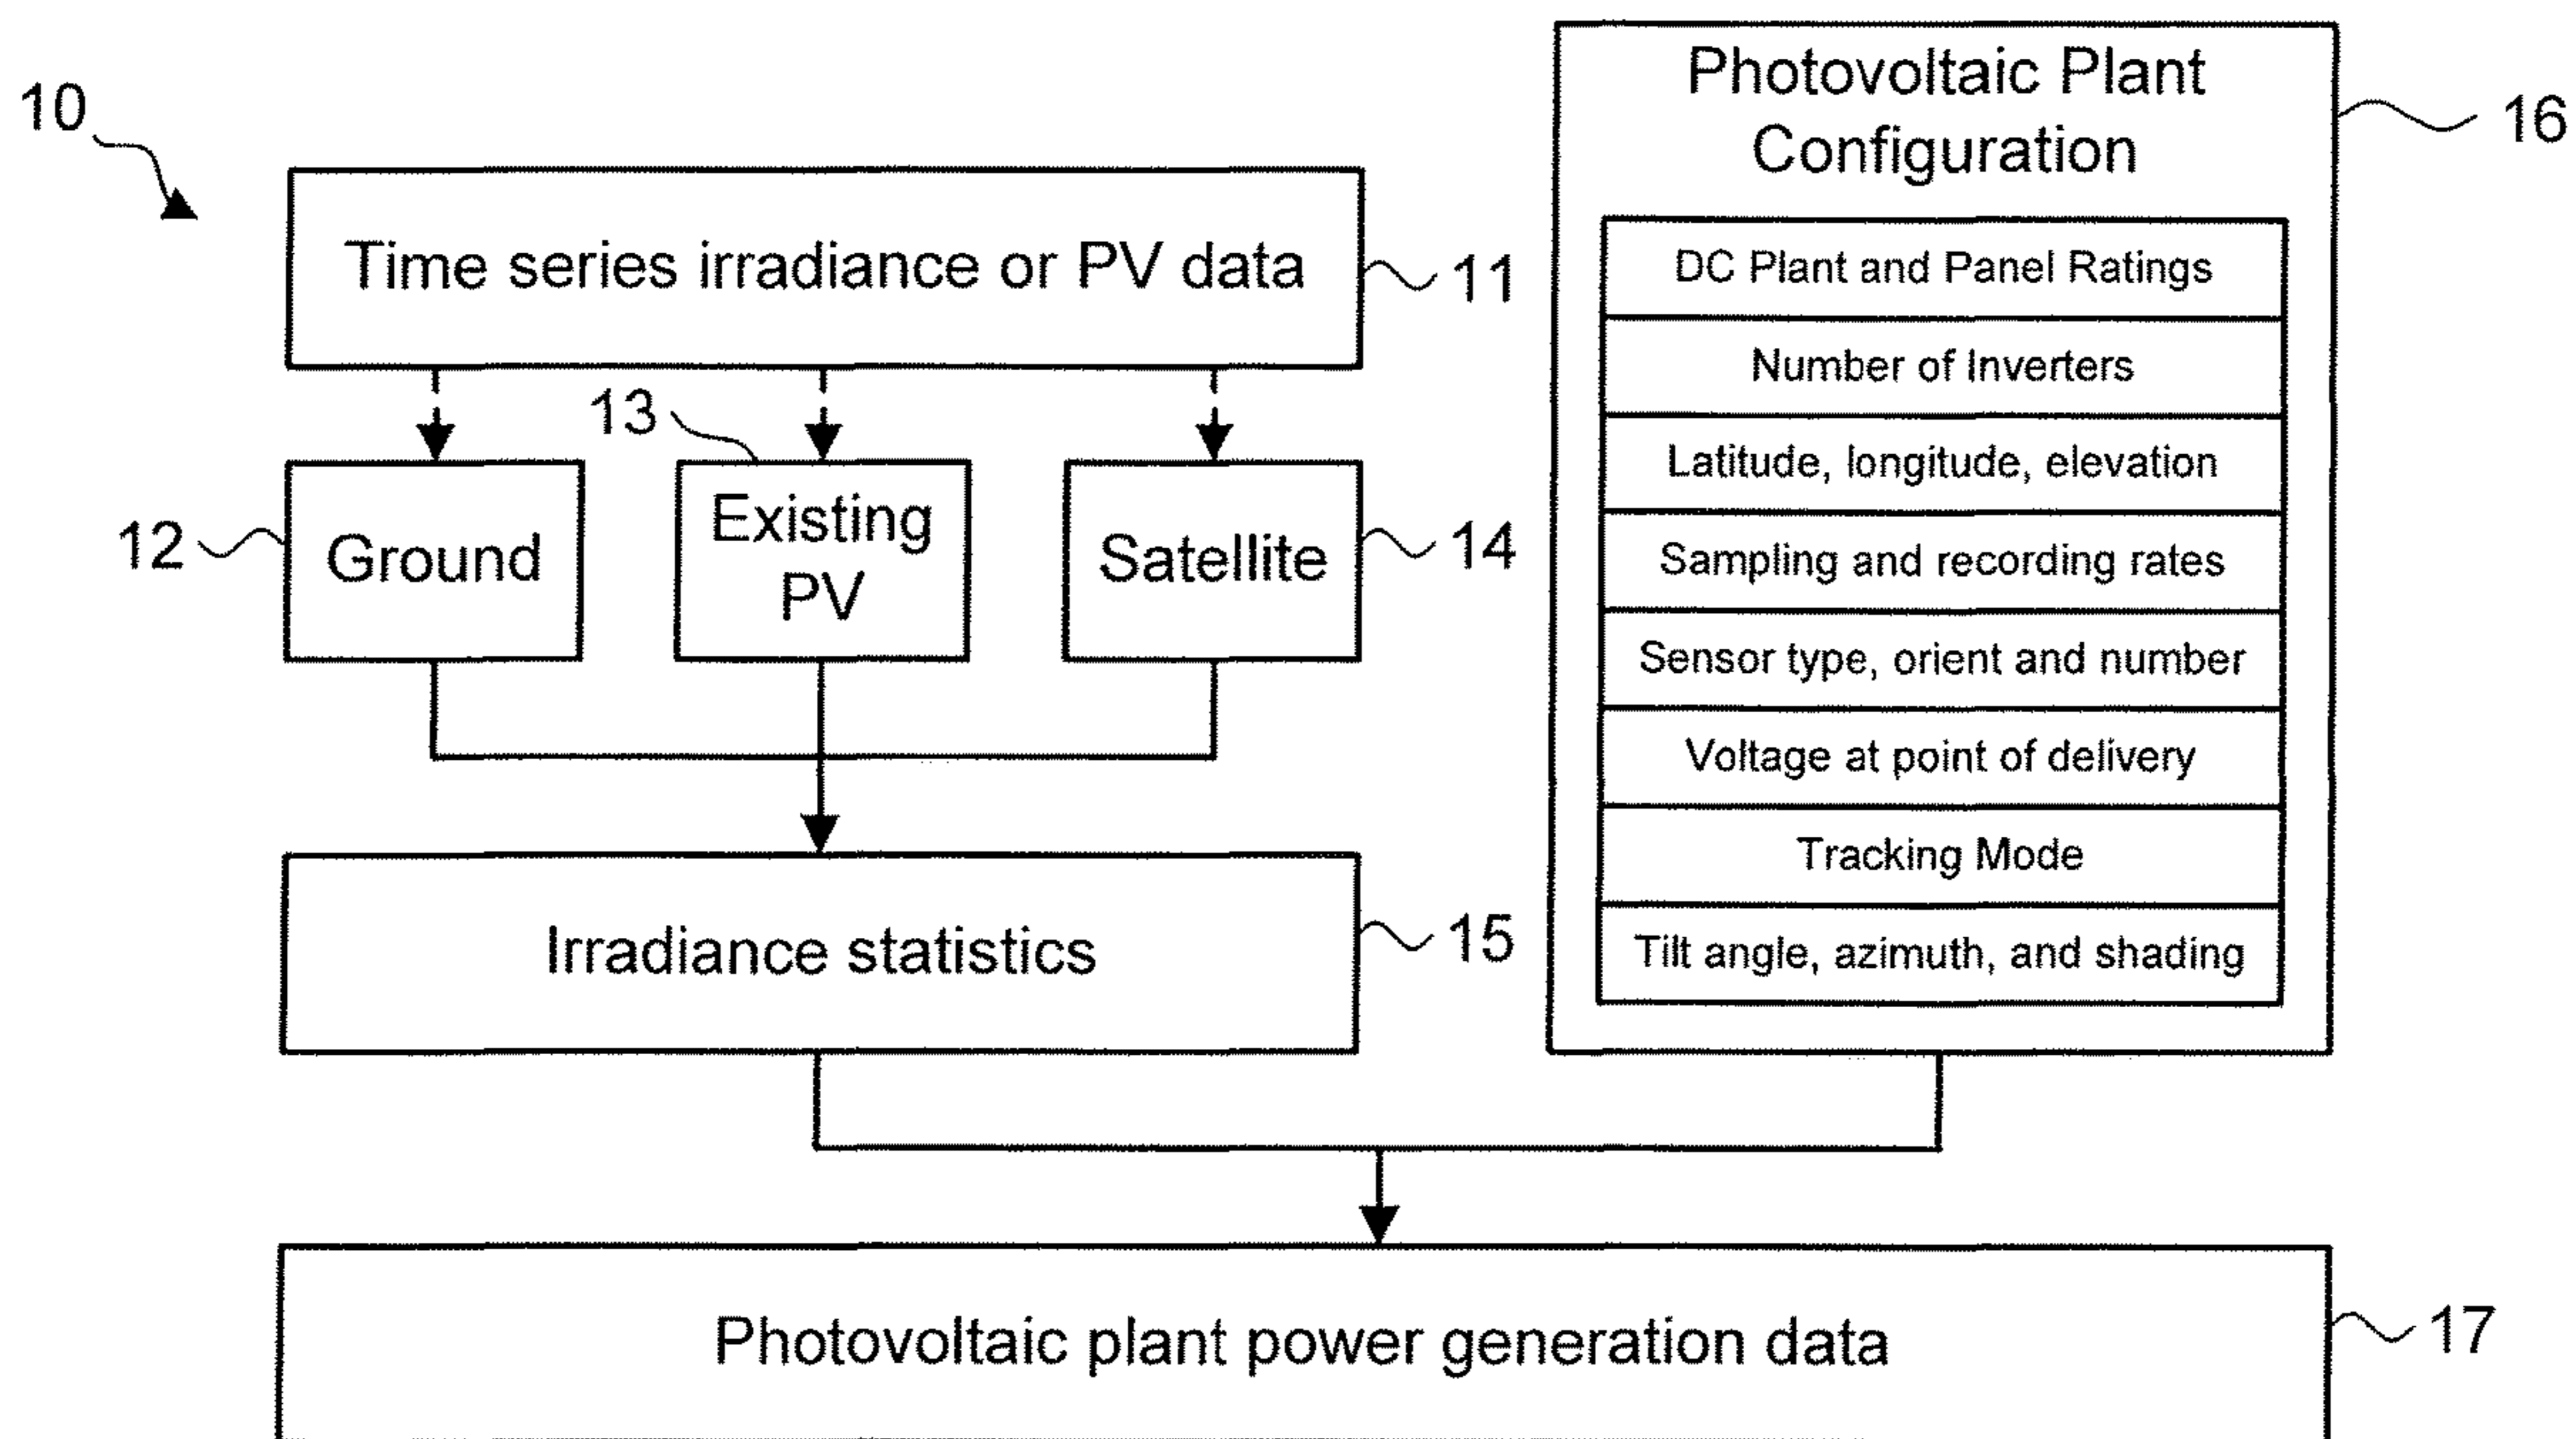 10
Time series irradiance or PV data
11
12
Ground
13
Existing
PV
Satellite
14
Irradiance statistics
15
Photovoltaic Plant
Configuration
16
DC Plant and Panel Ratings
Number of Inverters
Latitude, longitude, elevation
Sampling and recording rates
Sensor type, orient and number
Voltage at point of delivery
Tracking Mode
Tilt angle, azimuth, and shading
Photovoltaic plant power generation data
17